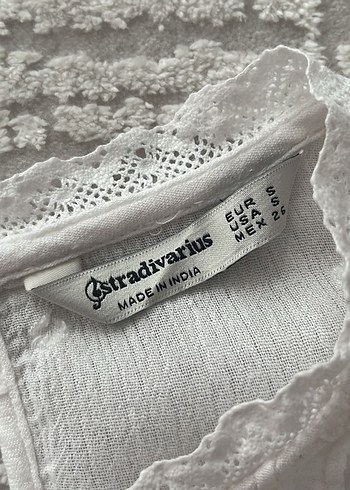 stradivarius
MADE IN INDIA
EUR S
USA S
MEX 26